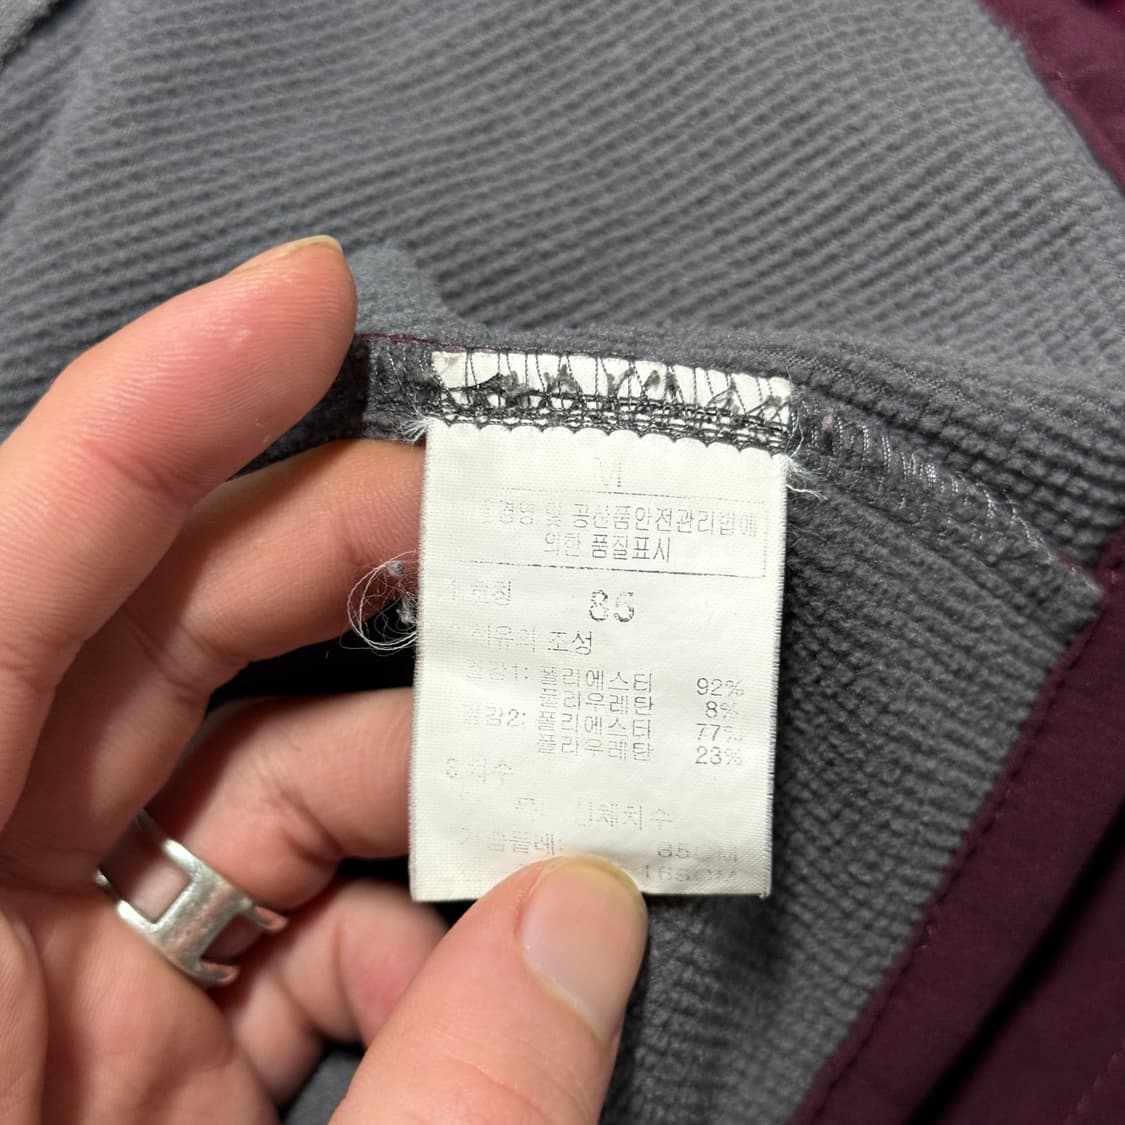 품경영 및 공산품안전관리법에
의한 품질표시
1.호칭 85
섬유의 조성
겉감1: 폴리에스터 92%
폴리우레탄 8%
겉감2: 폴리에스터 77%
폴리우레탄 23%
3.치수
신체치수
가슴둘레: 85CM
165CM